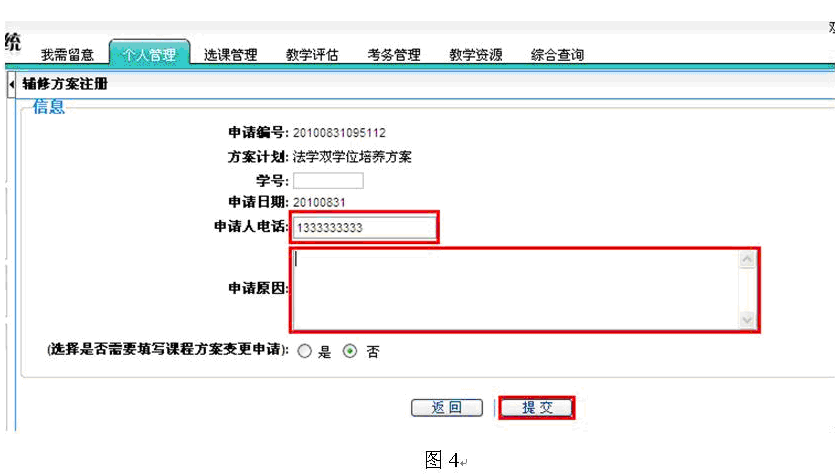 统
我需留意 个人管理 选课管理 教学评估 考务管理 教学资源 综合查询
辅修方案注册
信息
申请编号: 20100831095112
方案计划: 法学双学位培养方案
学号:
申请日期: 20100831
申请人电话: 1333333333
申请原因:
(选择是否需要填写课程方案变更申请): 是 否
返回 提交
图 4